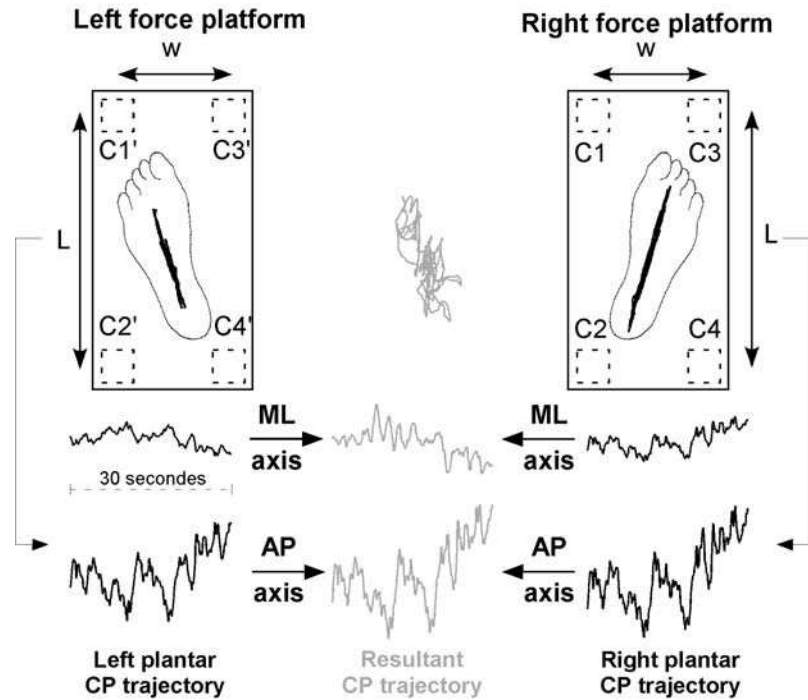 Left force platform
W
Right force platform
W
C1' C3'
C1 C3
L
L
C2' C4'
C2 C4
ML
axis
ML
axis
30 secondes
AP
axis
AP
axis
Left plantar
CP trajectory
Resultant
CP trajectory
Right plantar
CP trajectory